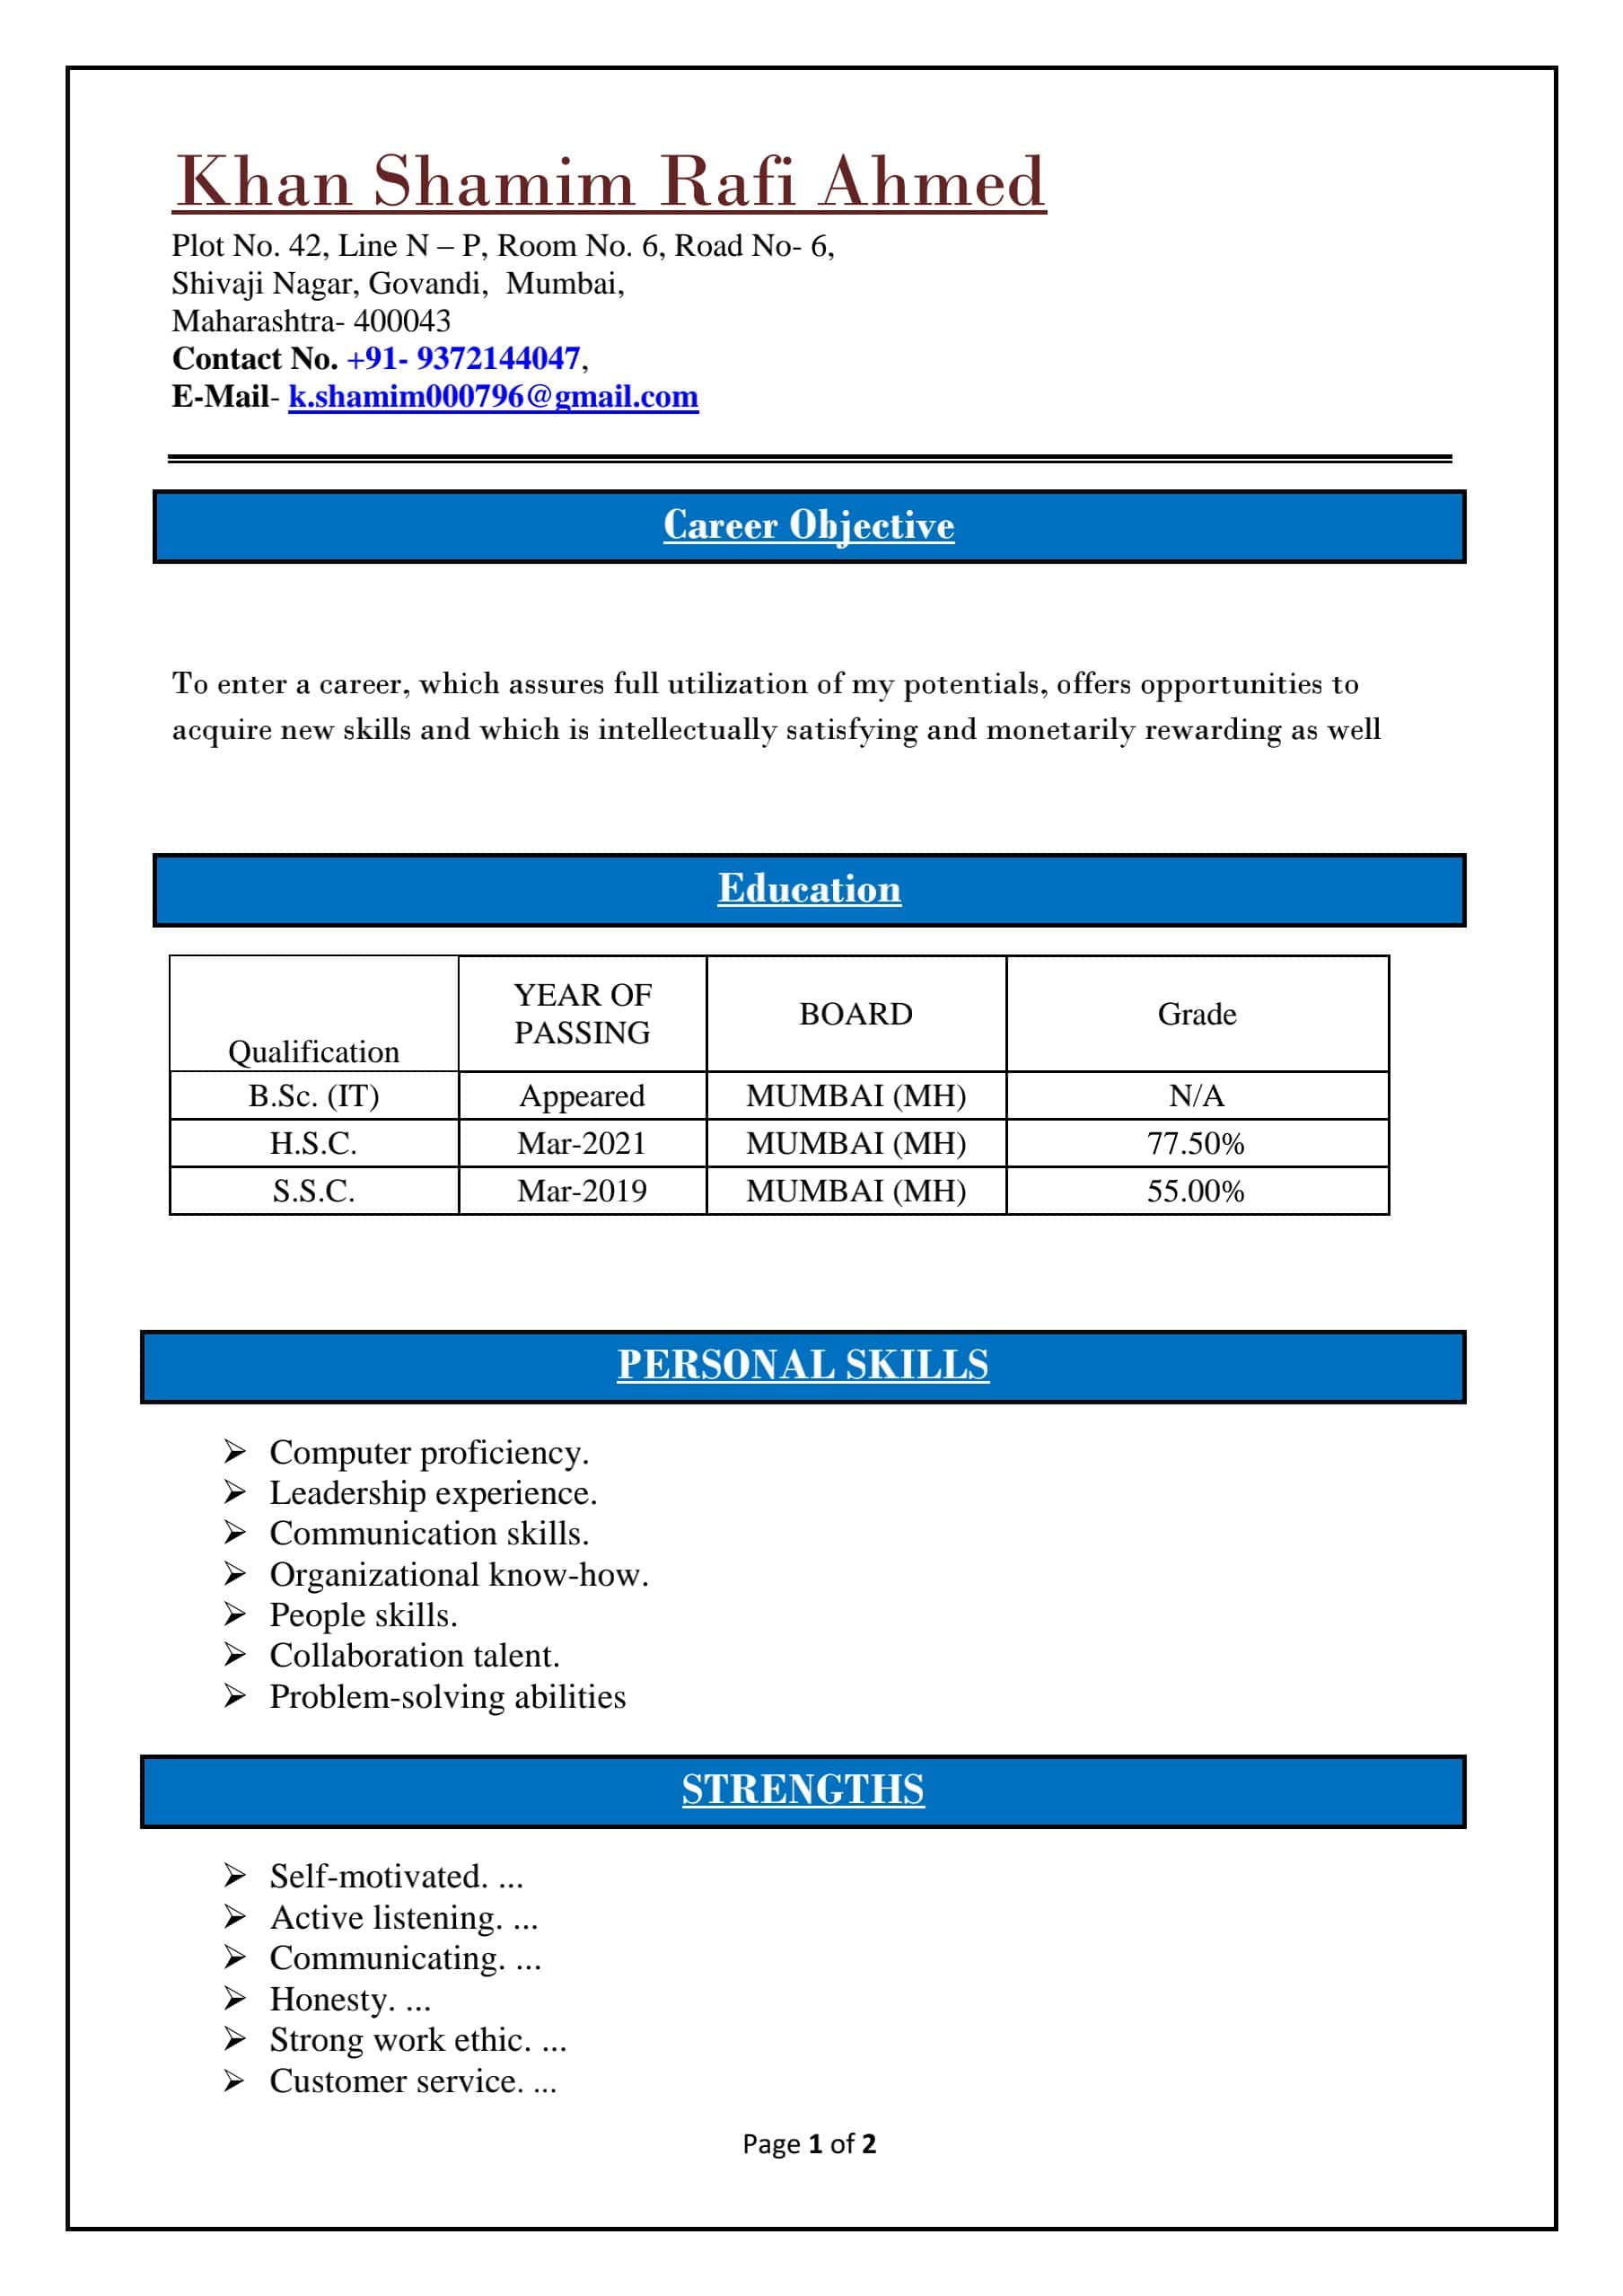 Khan Shamim Rafi Ahmed
Plot No. 42, Line N – P, Room No. 6, Road No- 6,
Shivaji Nagar, Govandi,  Mumbai,
Maharashtra- 400043
Contact No. +91- 9372144047,
E-Mail- k.shamim000796@gmail.com
Career Objective
To enter a career, which assures full utilization of my potentials, offers opportunities to
acquire new skills and which is intellectually satisfying and monetarily rewarding as well
Education
Qualification YEAR OF PASSING BOARD Grade
B.Sc. (IT) Appeared MUMBAI (MH) N/A
H.S.C. Mar-2021 MUMBAI (MH) 77.50%
S.S.C. Mar-2019 MUMBAI (MH) 55.00%
PERSONAL SKILLS
➢ Computer proficiency.
➢ Leadership experience.
➢ Communication skills.
➢ Organizational know-how.
➢ People skills.
➢ Collaboration talent.
➢ Problem-solving abilities
STRENGTHS
➢ Self-motivated. ...
➢ Active listening. ...
➢ Communicating. ...
➢ Honesty. ...
➢ Strong work ethic. ...
➢ Customer service. ...
Page 1 of 2